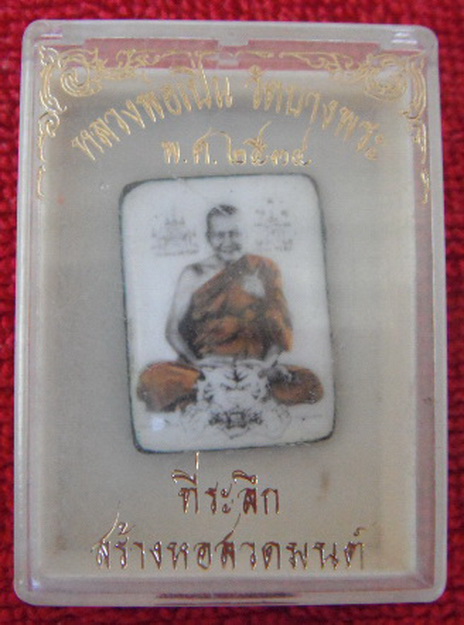 หลวงพ่อเปิ่น วัดบางพระ
พ.ศ.๒๕๓๕
ที่ระลึก
สร้างหอสวดมนต์